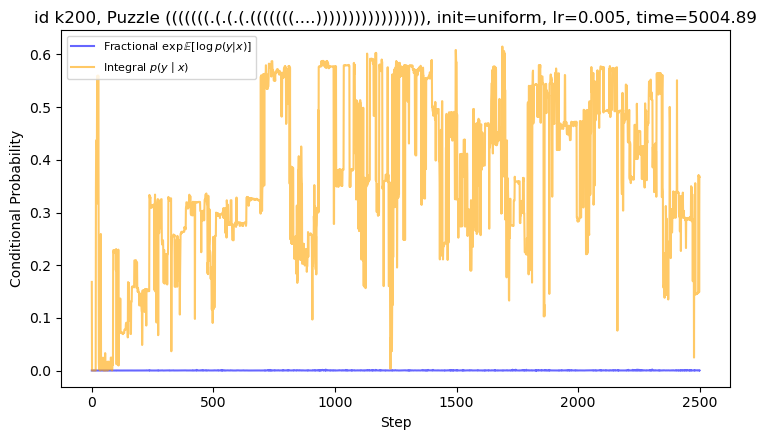 id k200, Puzzle (((((((.(.(.(.(((((((....))))))))))))))))), init=uniform, lr=0.005, time=5004.89
Fractional exp𝔼[log p(y|x)]
Integral p(y | x)
Conditional Probability
0.6
0.5
0.4
0.3
0.2
0.1
0.0
0
500
1000
1500
2000
2500
Step